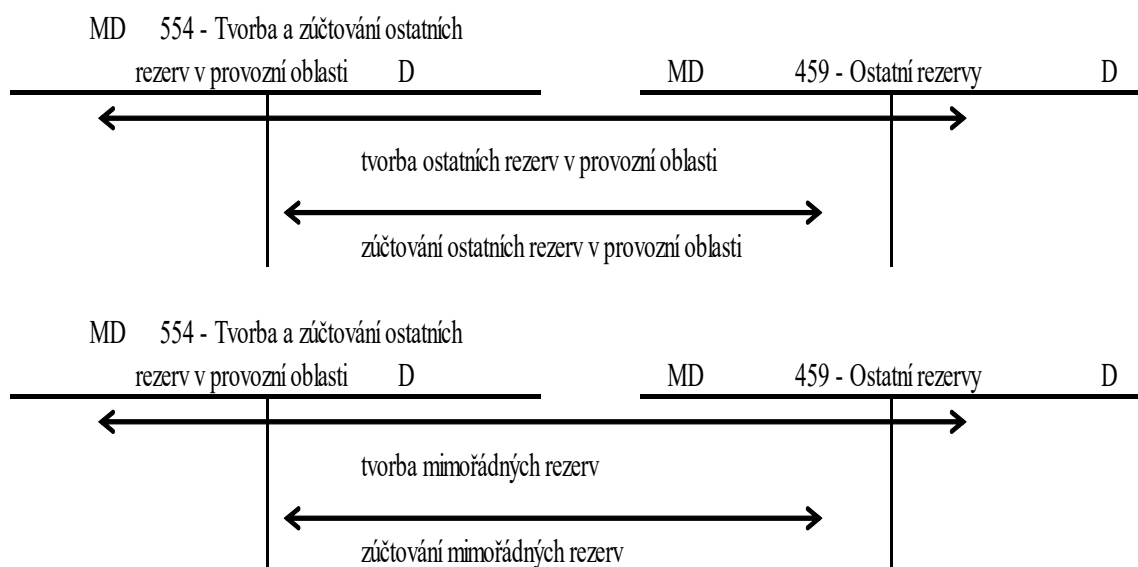 MD 554 - Tvorba a zúčtování ostatních
rezerv v provozní oblasti D MD 459 - Ostatní rezervy D
tvorba ostatních rezerv v provozní oblasti
zúčtování ostatních rezerv v provozní oblasti
MD 554 - Tvorba a zúčtování ostatních
rezerv v provozní oblasti D MD 459 - Ostatní rezervy D
tvorba mimořádných rezerv
zúčtování mimořádných rezerv